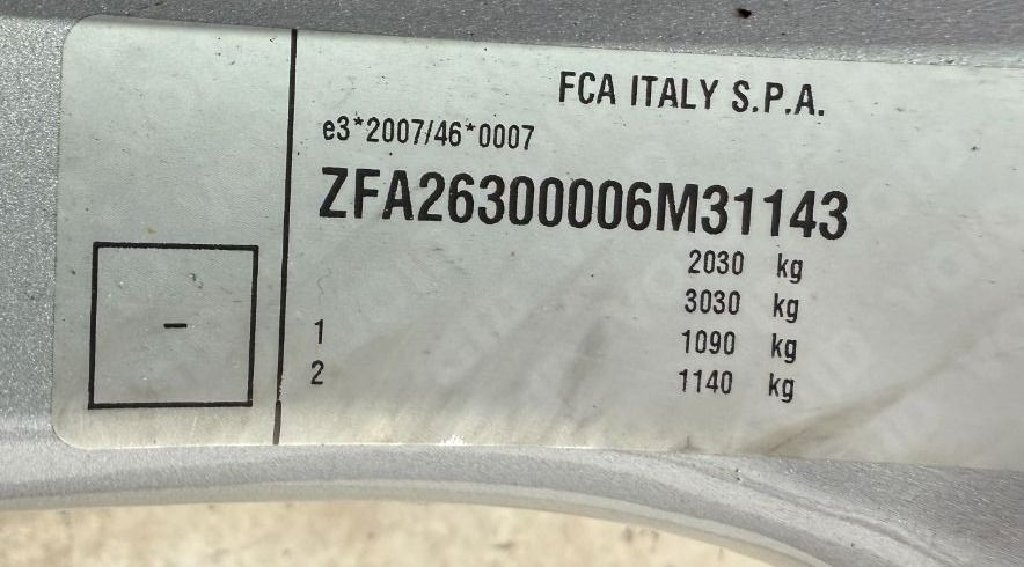 FCA ITALY S.P.A.
e3*2007/46*0007
ZFA26300006M31143
2030 kg
3030 kg
1 1090 kg
2 1140 kg
-